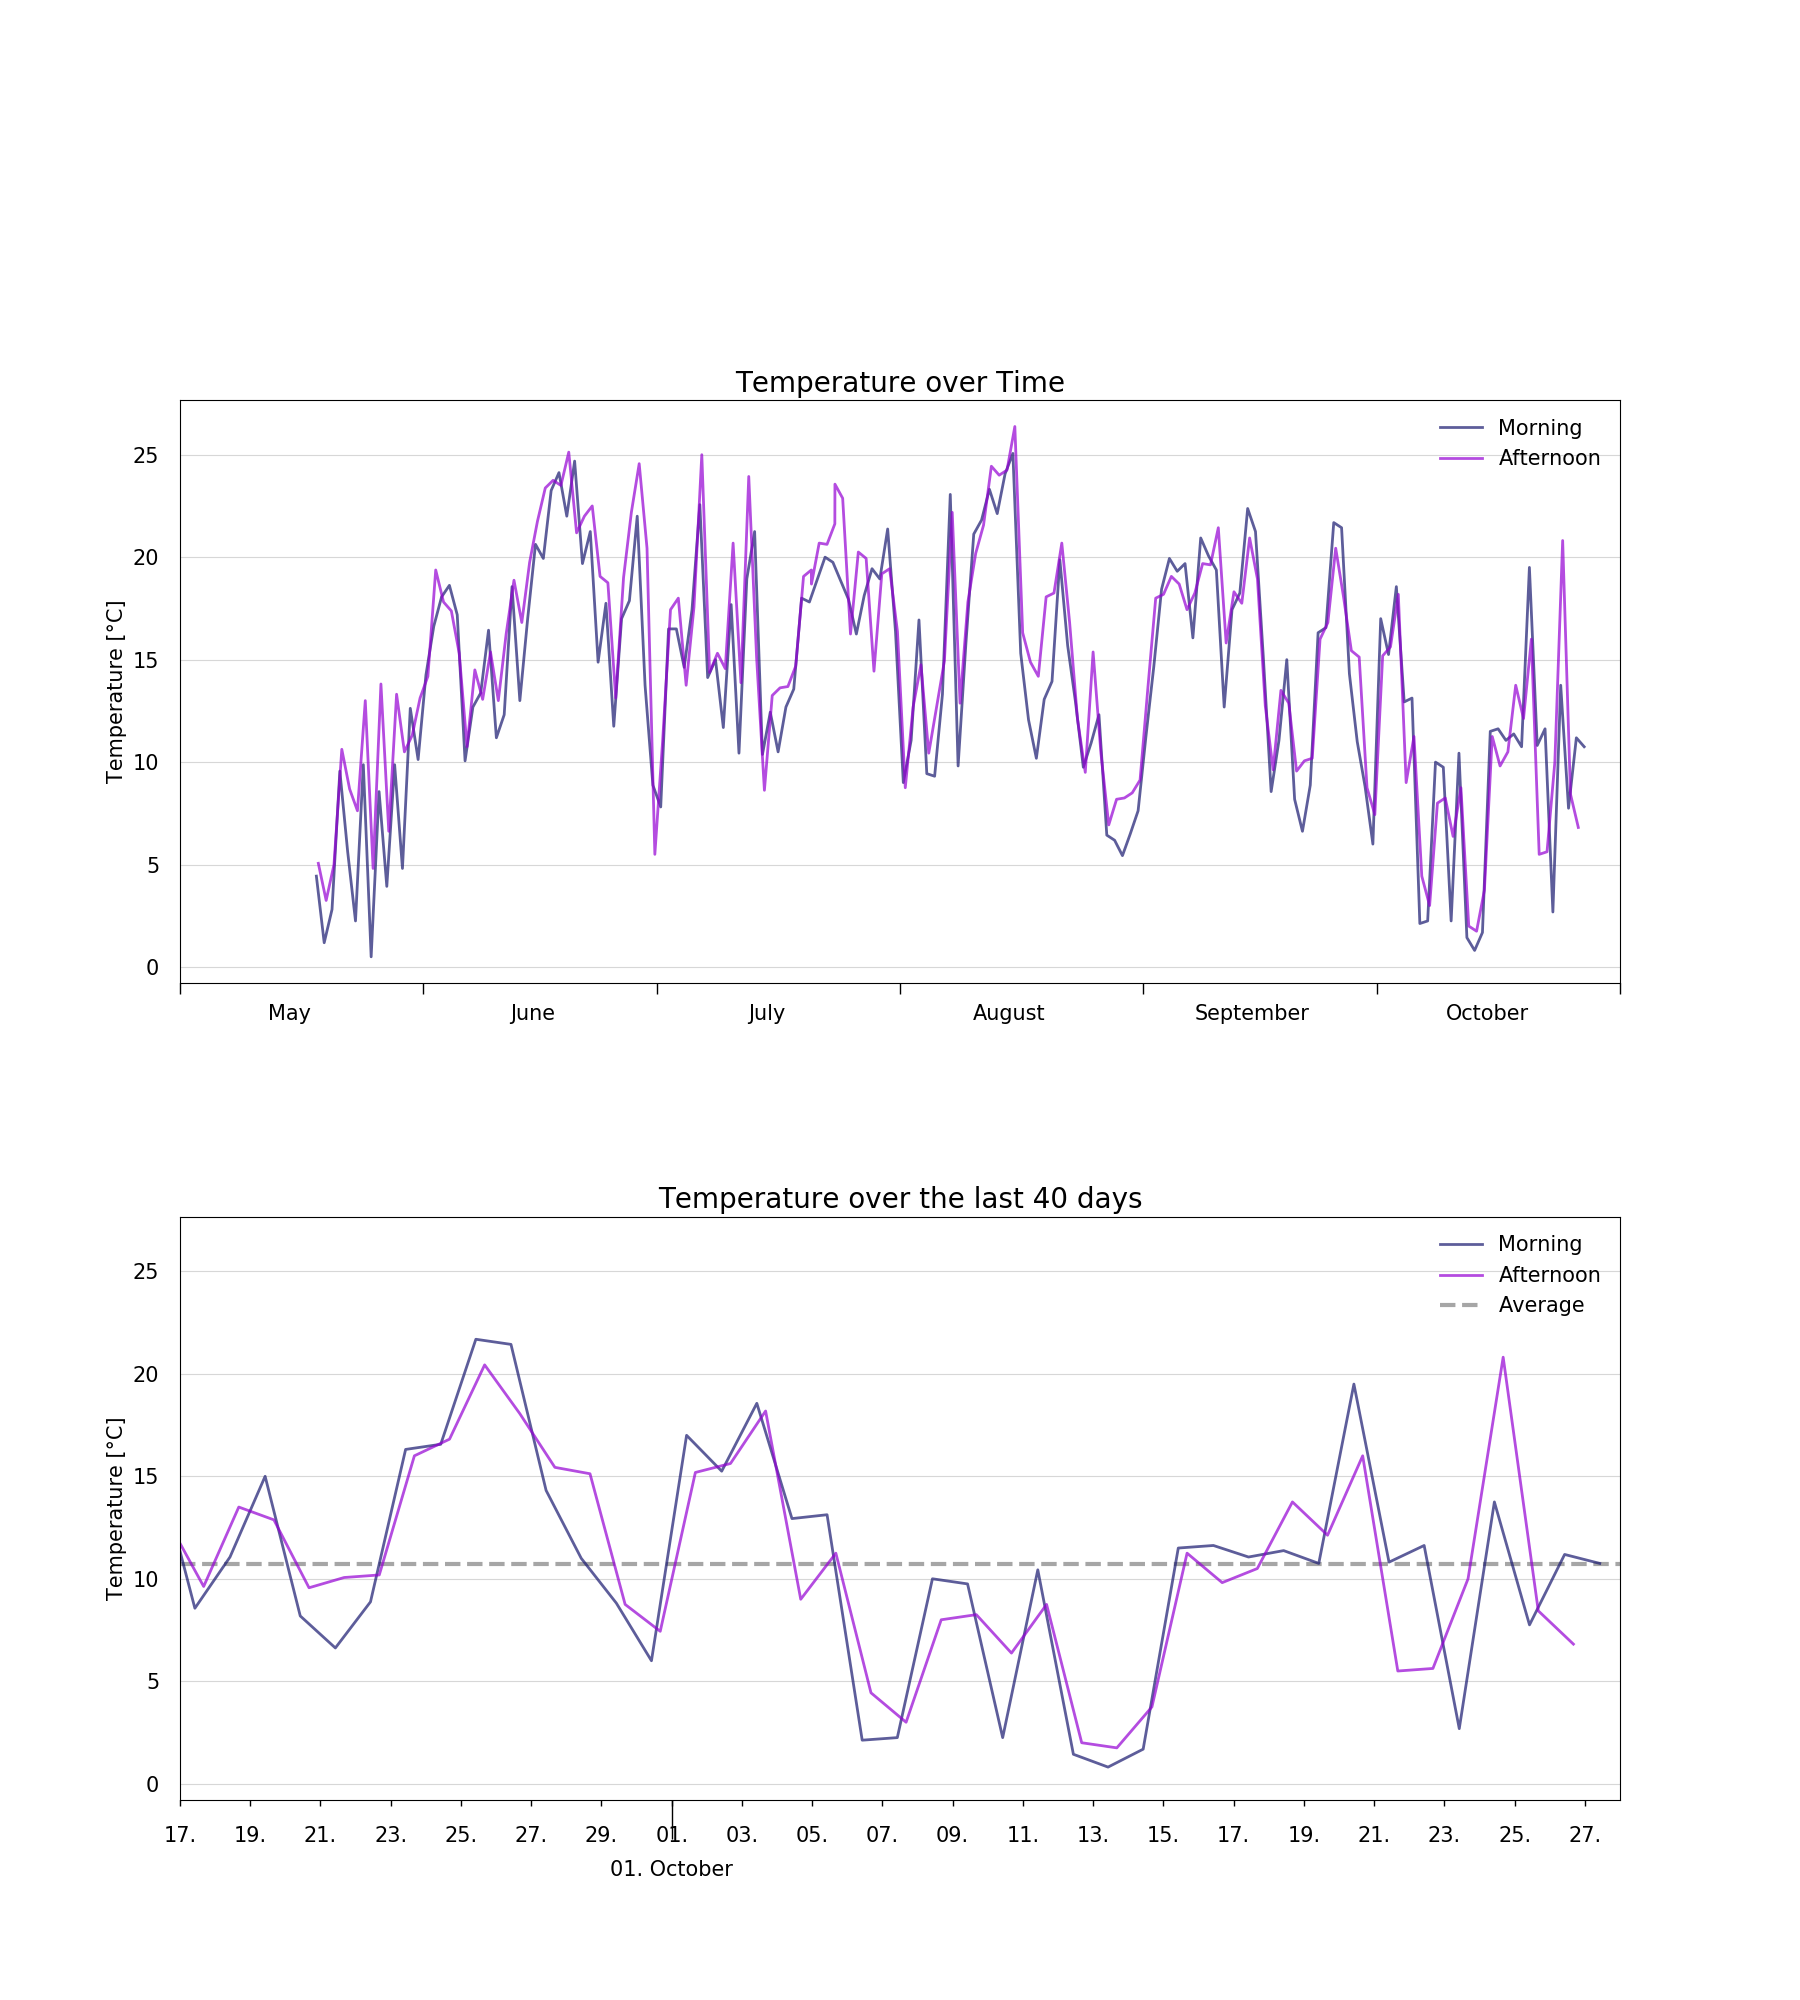 Temperature over Time
Morning
Afternoon
Temperature [°C]
25
20
15
10
5
0
May June July August September October
Temperature over the last 40 days
Morning
Afternoon
Average
Temperature [°C]
25
20
15
10
5
0
17. 19. 21. 23. 25. 27. 29. 01. 03. 05. 07. 09. 11. 13. 15. 17. 19. 21. 23. 25. 27.
01. October